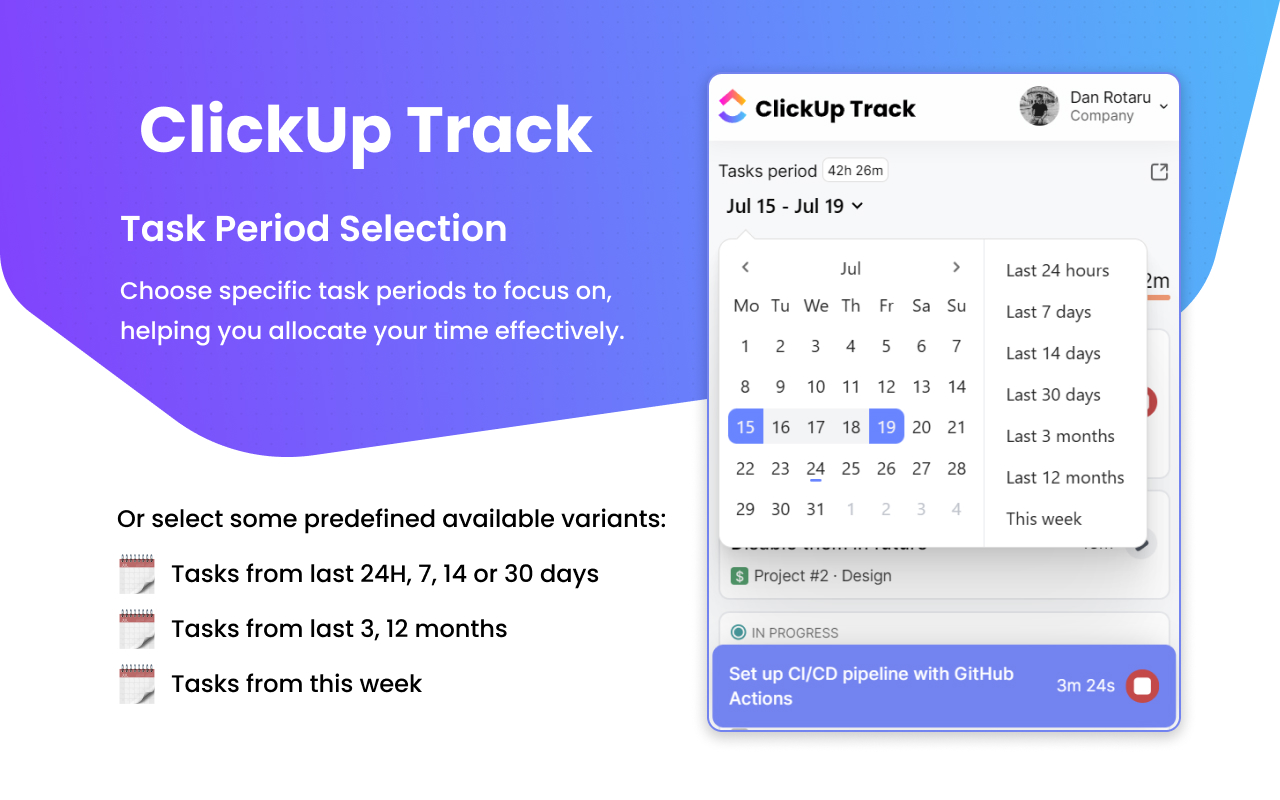 ClickUp Track
Task Period Selection
Choose specific task periods to focus on,
helping you allocate your time effectively.
Or select some predefined available variants:
Tasks from last 24H, 7, 14 or 30 days
Tasks from last 3, 12 months
Tasks from this week
ClickUp Track
Dan Rotaru
Company
Tasks period 42h 26m
Jul 15 - Jul 19
Jul
Mo Tu We Th Fr Sa Su
1 2 3 4 5 6 7
8 9 10 11 12 13 14
15 16 17 18 19 20 21
22 23 24 25 26 27 28
29 30 31 1 2 3 4
Last 24 hours
Last 7 days
Last 14 days
Last 30 days
Last 3 months
Last 12 months
This week
2m
$ Project #2 · Design
IN PROGRESS
Set up CI/CD pipeline with GitHub
Actions
3m 24s